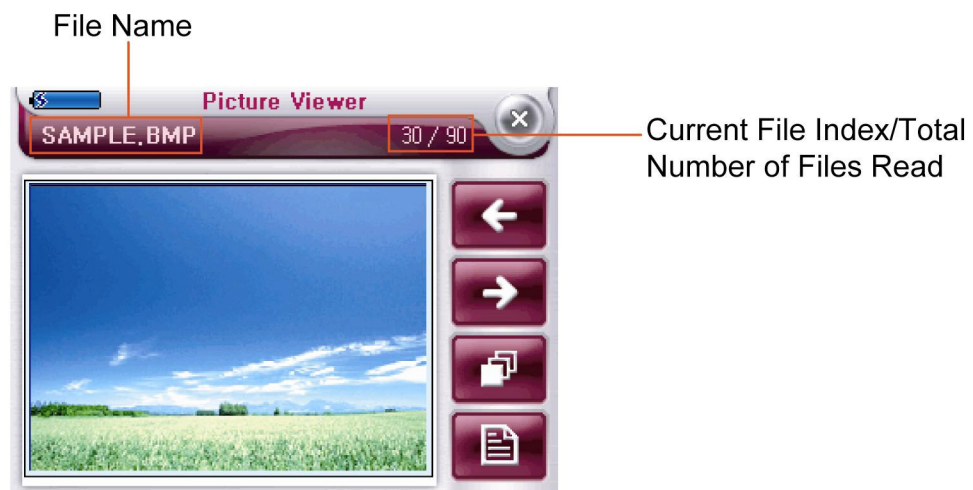 File Name
Picture Viewer
SAMPLE.BMP
30 / 90
Current File Index/Total
Number of Files Read